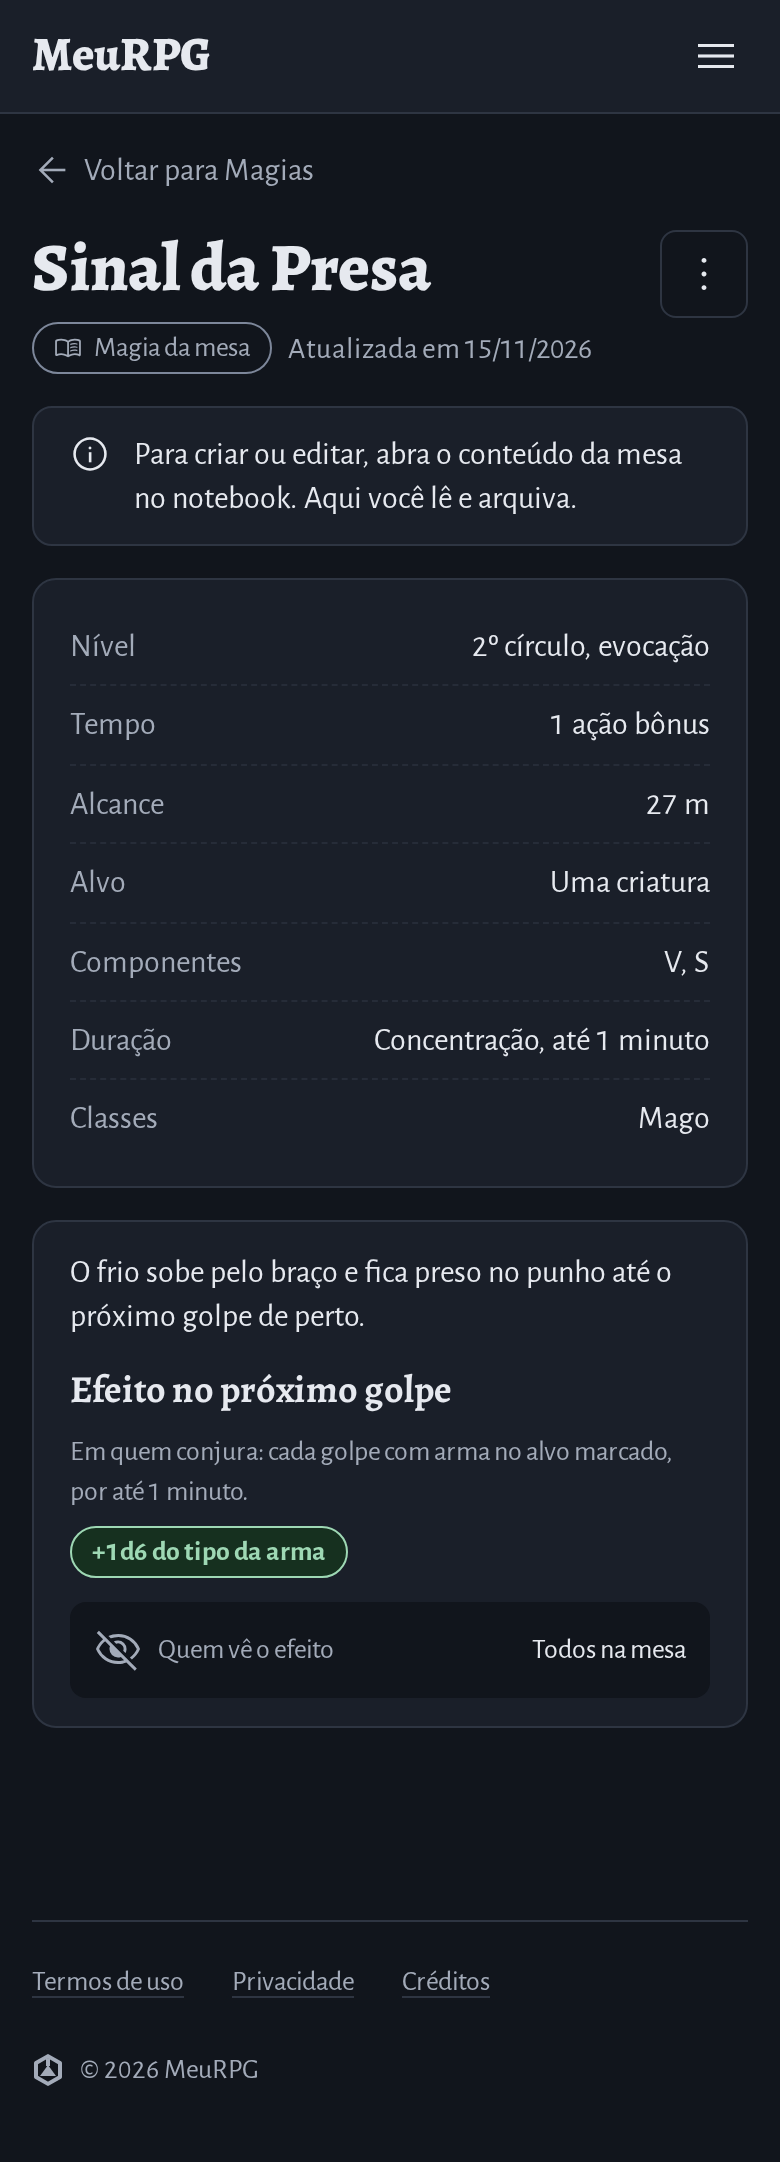 MeuRPG
Voltar para Magias
Sinal da Presa
Magia da mesa Atualizada em 15/11/2026
Para criar ou editar, abra o conteúdo da mesa
no notebook. Aqui você lê e arquiva.
Nível 2º círculo, evocação
Tempo 1 ação bônus
Alcance 27 m
Alvo Uma criatura
Componentes V, S
Duração Concentração, até 1 minuto
Classes Mago
O frio sobe pelo braço e fica preso no punho até o
próximo golpe de perto.
Efeito no próximo golpe
Em quem conjura: cada golpe com arma no alvo marcado,
por até 1 minuto.
+1d6 do tipo da arma
Quem vê o efeito Todos na mesa
Termos de uso Privacidade Créditos
© 2026 MeuRPG